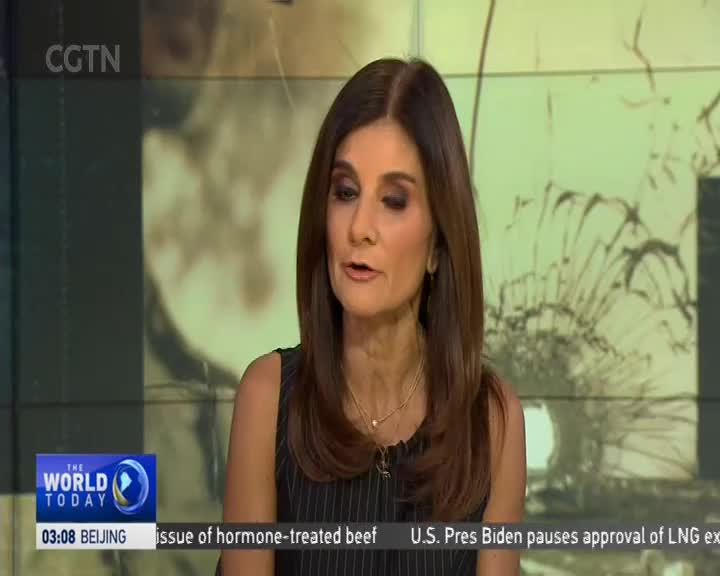 CGTN
THE
WORLD
TODAY
03:08 BEIJING
issue of hormone-treated beef U.S. Pres Biden pauses approval of LNG ex